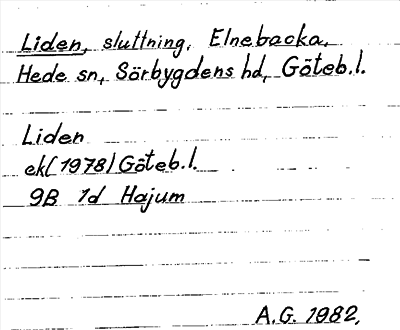 Liden, sluttning, Elnebacka,
Hede sn, Sörbygdens hd, Göteb.l.
Liden
ek(1978) Göteb.l.
9B 1d Hajum
A.G. 1982,